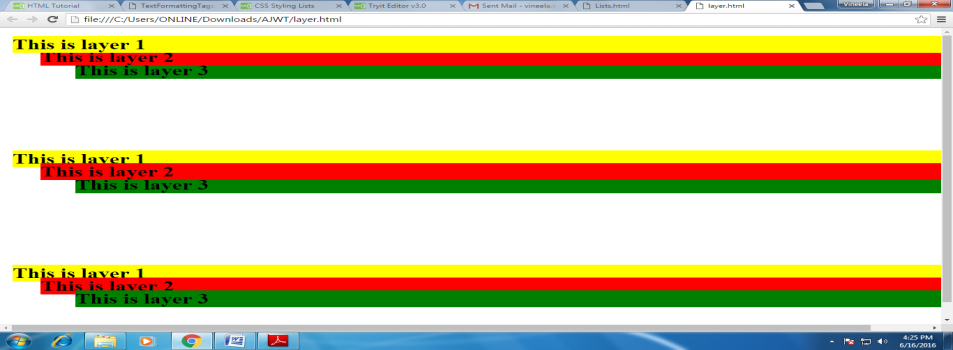 HTML Tutorial
TextFormattingTags
CSS Styling Lists
Tryit Editor v3.0
Sent Mail - vineela.
Lists.html
layer.html
Vineela
file:///C:/Users/ONLINE/Downloads/AJWT/layer.html
This is layer 1
This is layer 2
This is layer 3
This is layer 1
This is layer 2
This is layer 3
This is layer 1
This is layer 2
This is layer 3
4:25 PM
6/16/2016